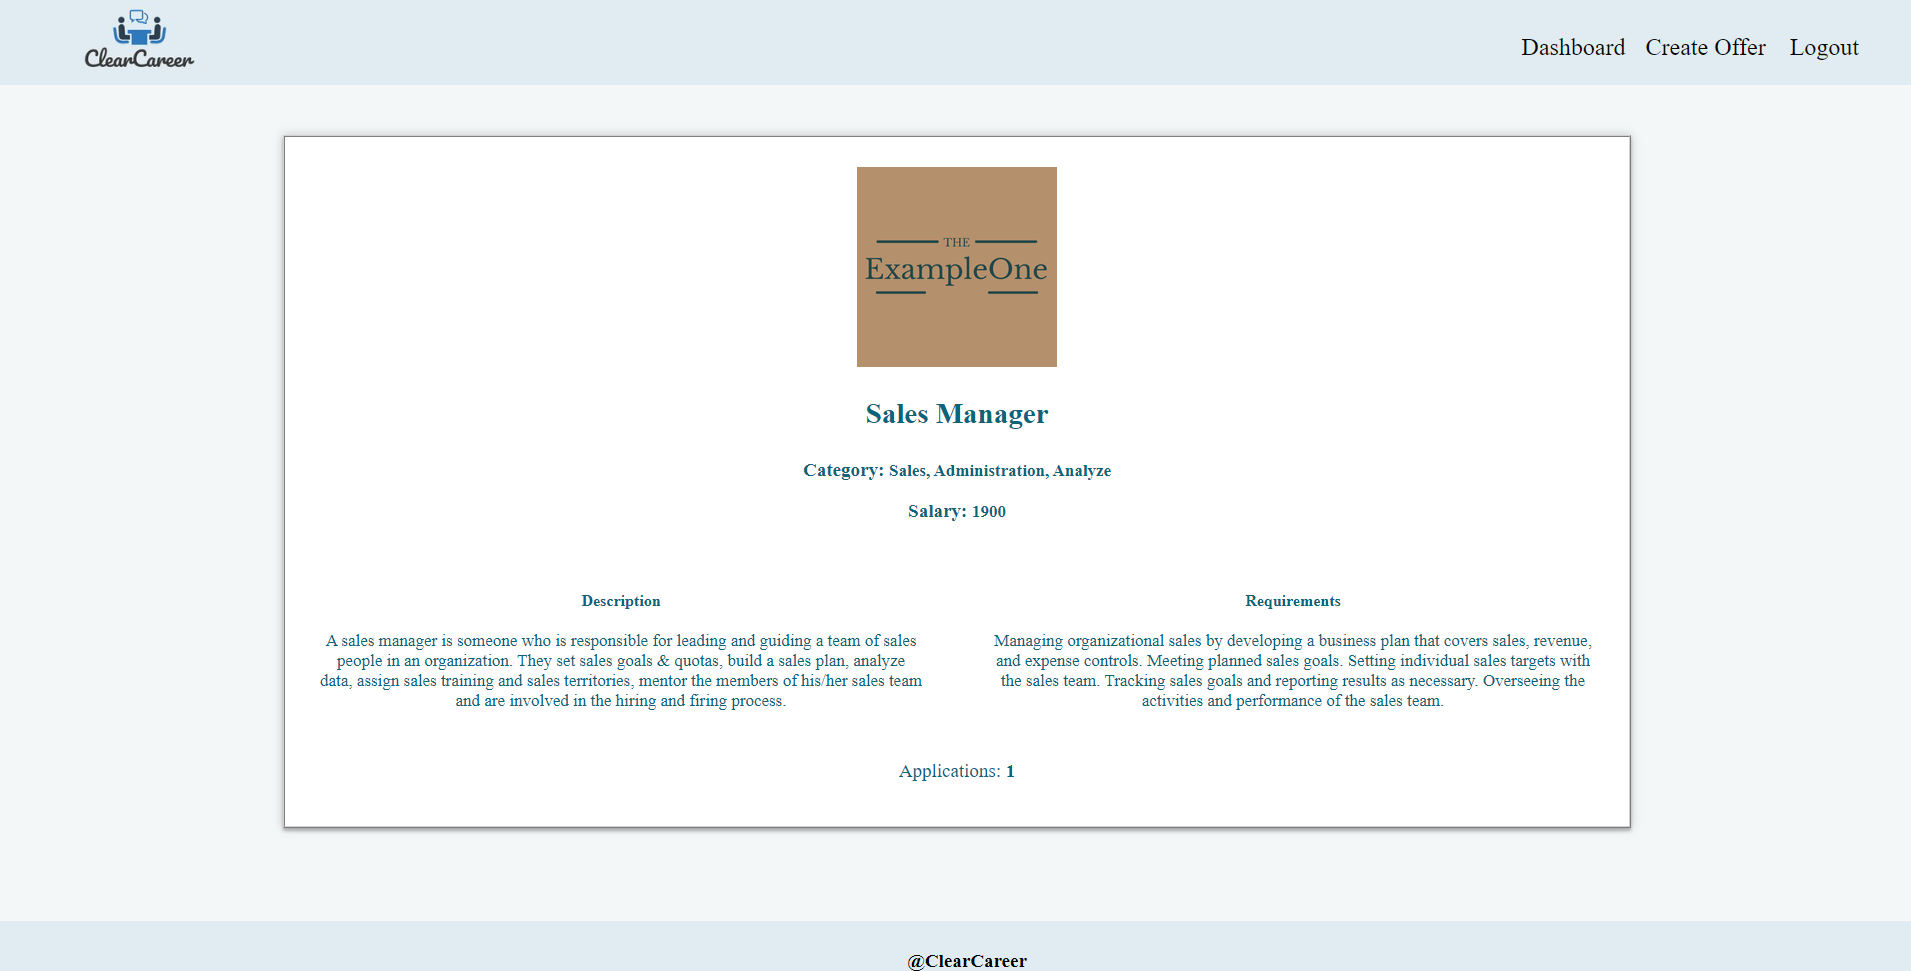 ClearCareer
Dashboard Create Offer Logout
THE
ExampleOne
Sales Manager
Category: Sales, Administration, Analyze
Salary: 1900
Description
A sales manager is someone who is responsible for leading and guiding a team of sales
people in an organization. They set sales goals & quotas, build a sales plan, analyze
data, assign sales training and sales territories, mentor the members of his/her sales team
and are involved in the hiring and firing process.
Requirements
Managing organizational sales by developing a business plan that covers sales, revenue,
and expense controls. Meeting planned sales goals. Setting individual sales targets with
the sales team. Tracking sales goals and reporting results as necessary. Overseeing the
activities and performance of the sales team.
Applications: 1
@ClearCareer